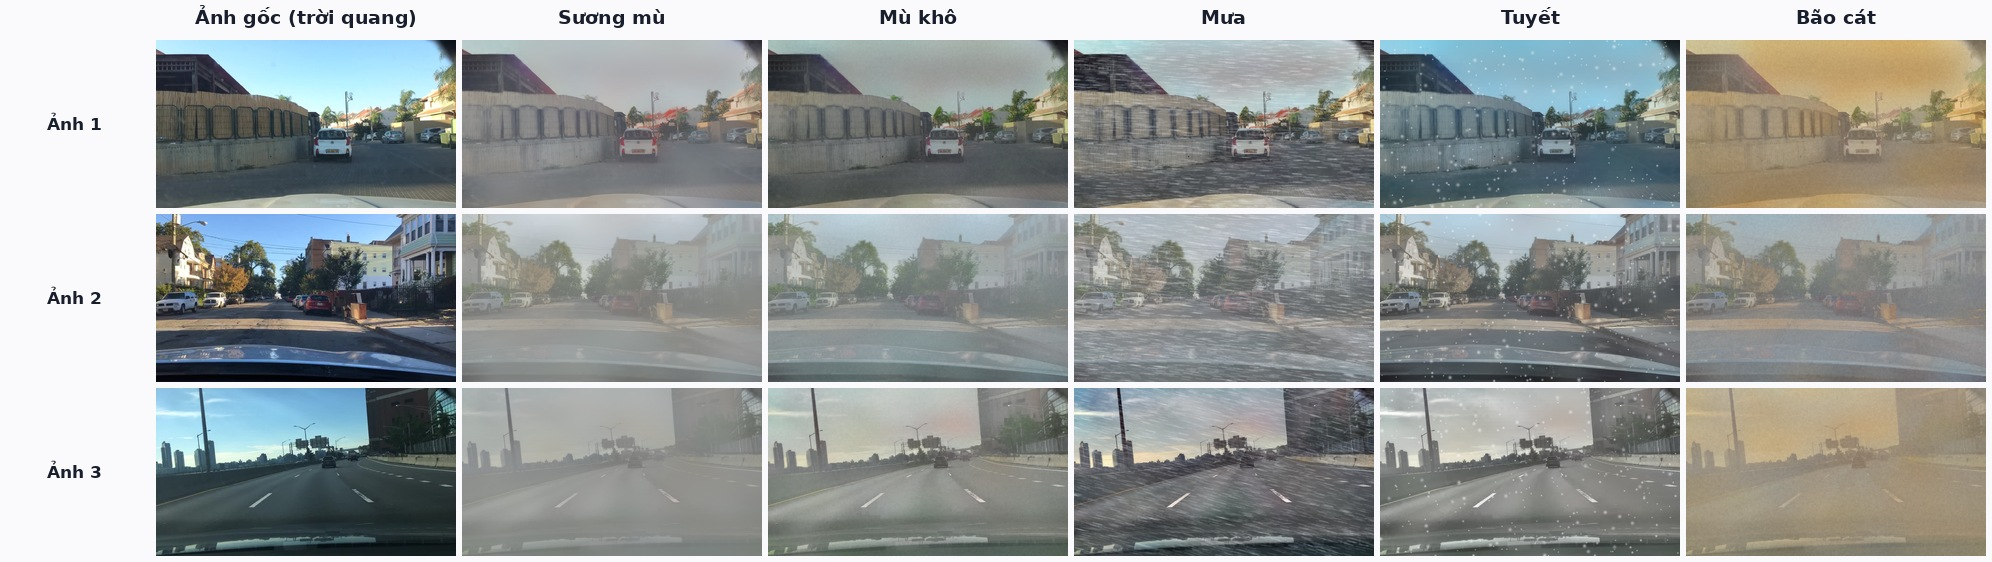 Ảnh gốc (trời quang) Sương mù Mù khô Mưa Tuyết Bão cát
Ảnh 1
Ảnh 2
Ảnh 3